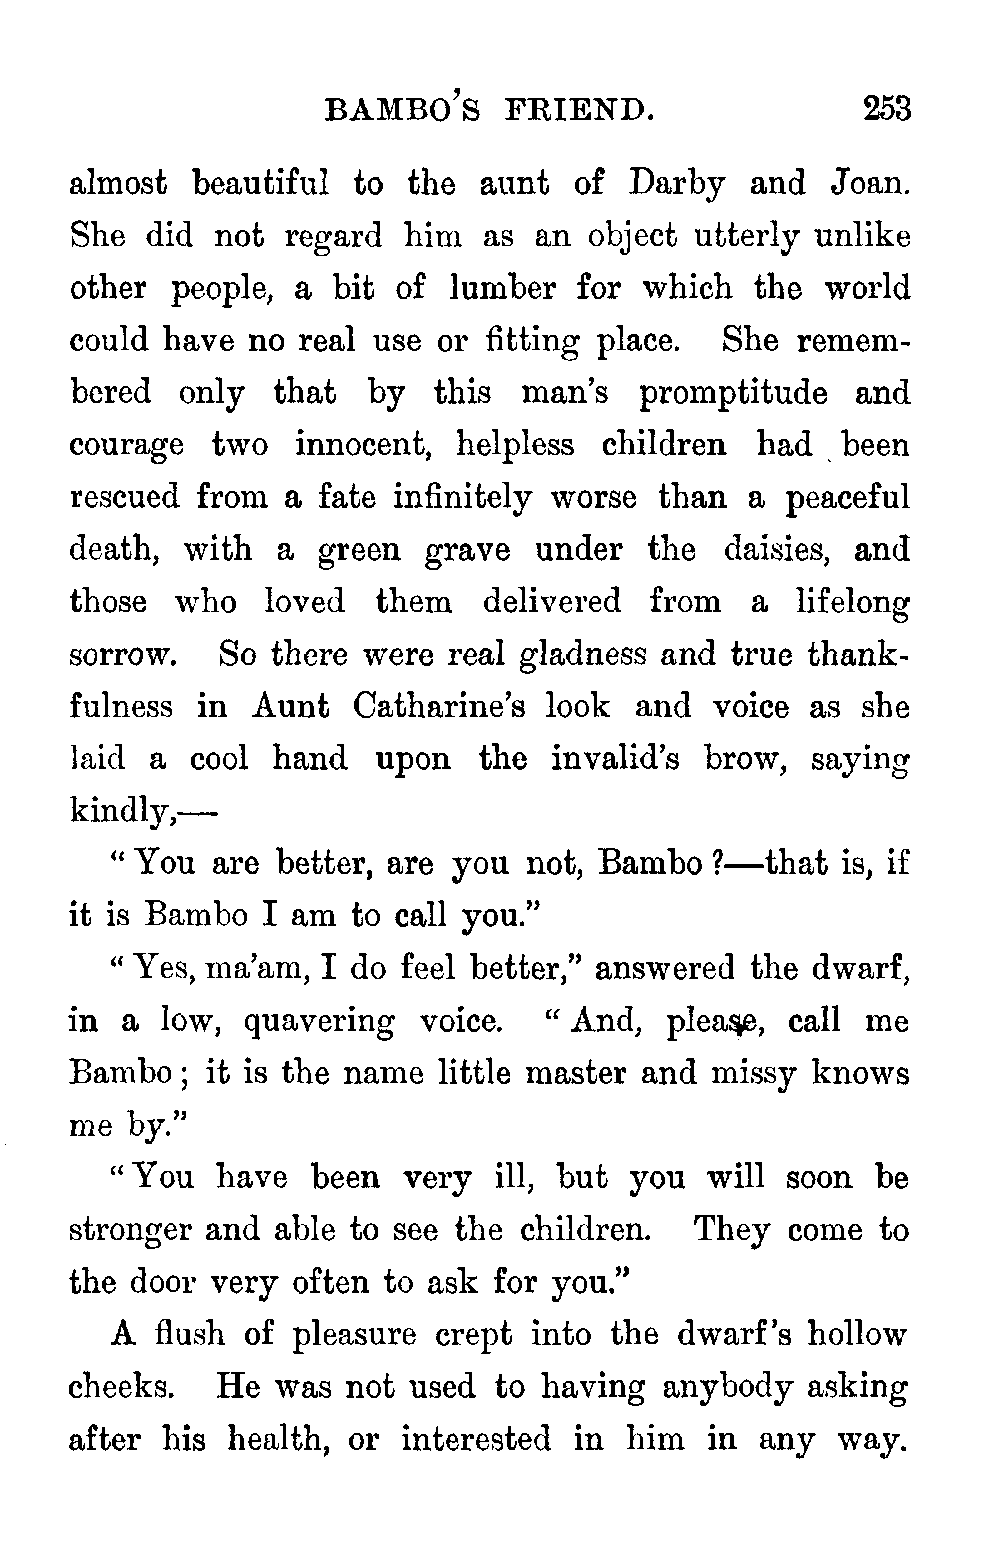 BAMBO'S FRIEND. 253
almost beautiful to the aunt of Darby and Joan.
She did not regard him as an object utterly unlike
other people, a bit of lumber for which the world
could have no real use or fitting place. She remem-
bered only that by this man's promptitude and
courage two innocent, helpless children had been
rescued from a fate infinitely worse than a peaceful
death, with a green grave under the daisies, and
those who loved them delivered from a lifelong
sorrow. So there were real gladness and true thank-
fulness in Aunt Catharine's look and voice as she
laid a cool hand upon the invalid's brow, saying
kindly,—
"You are better, are you not, Bambo?—that is, if
it is Bambo I am to call you."
"Yes, ma'am, I do feel better," answered the dwarf,
in a low, quavering voice. "And, please, call me
Bambo; it is the name little master and missy knows
me by."
"You have been very ill, but you will soon be
stronger and able to see the children. They come to
the door very often to ask for you."
A flush of pleasure crept into the dwarf's hollow
cheeks. He was not used to having anybody asking
after his health, or interested in him in any way.